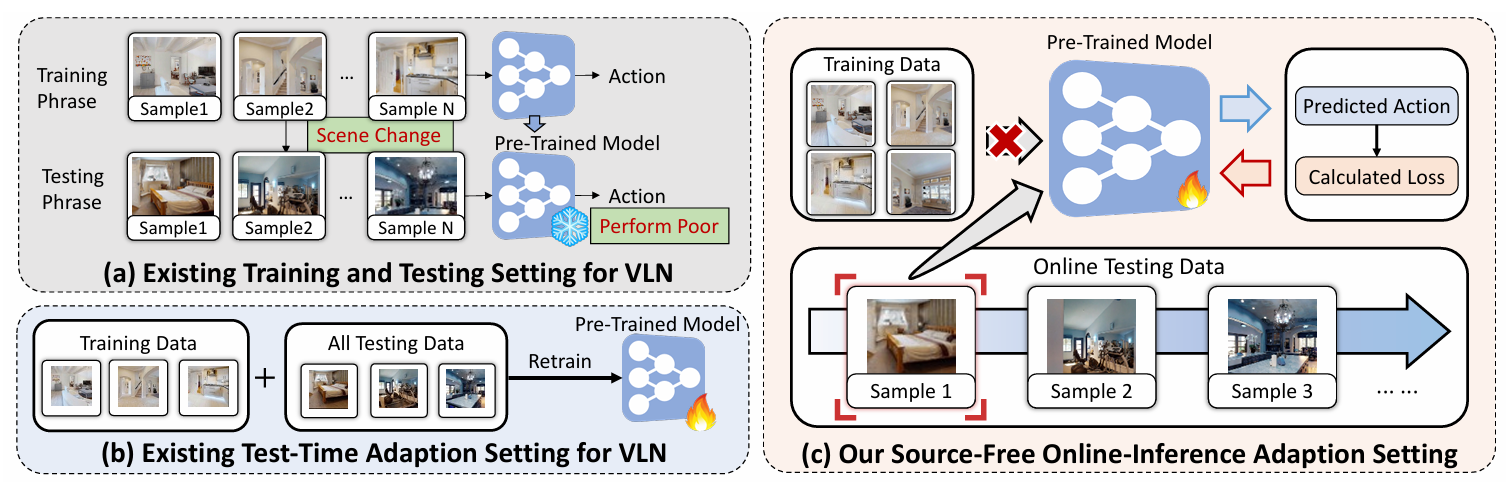 Training
Phrase
Sample1
Sample2
...
Sample N
Action
Scene Change
Pre-Trained Model
Testing
Phrase
Sample1
Sample2
...
Sample N
Action
Perform Poor
(a) Existing Training and Testing Setting for VLN
Training Data
+
All Testing Data
Retrain
Pre-Trained Model
(b) Existing Test-Time Adaption Setting for VLN
Training Data
Pre-Trained Model
Predicted Action
Calculated Loss
Online Testing Data
Sample 1
Sample 2
Sample 3
... ...
(c) Our Source-Free Online-Inference Adaption Setting